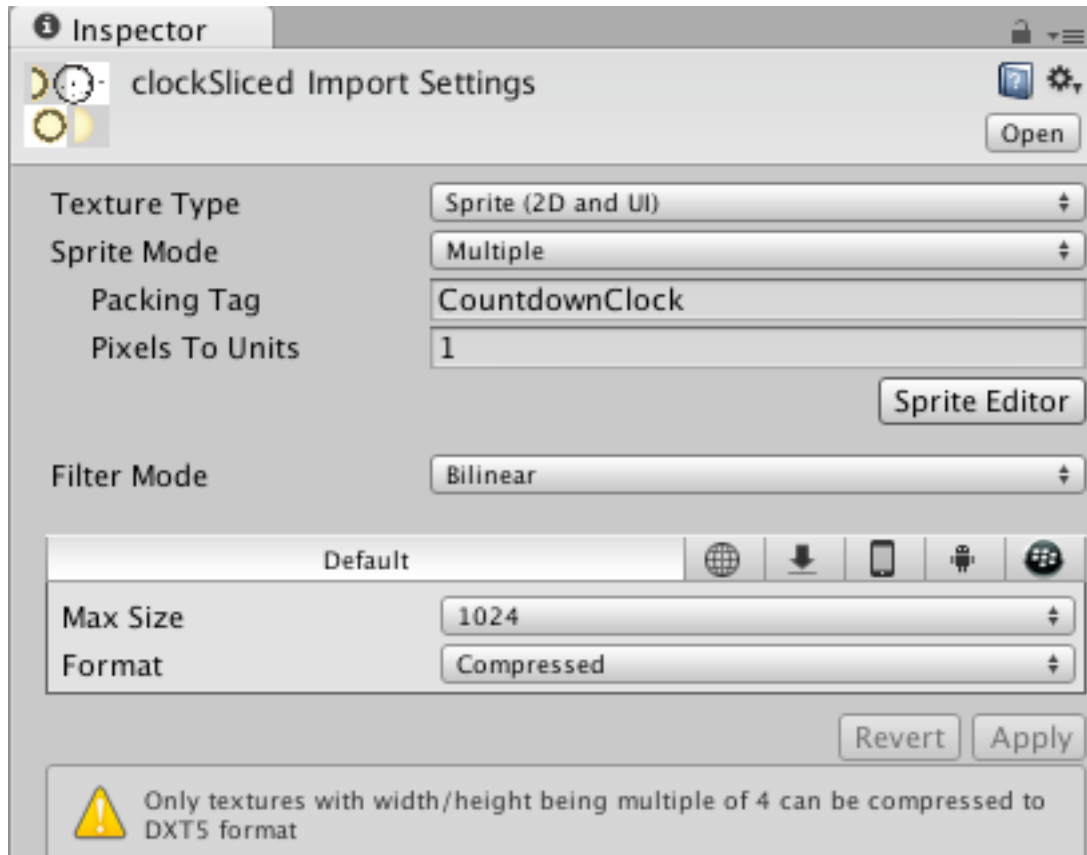 Inspector
clockSliced Import Settings
Open
Texture Type Sprite (2D and UI)
Sprite Mode Multiple
Packing Tag CountdownClock
Pixels To Units 1
Sprite Editor
Filter Mode Bilinear
Default
Max Size 1024
Format Compressed
Revert Apply
Only textures with width/height being multiple of 4 can be compressed to
DXT5 format